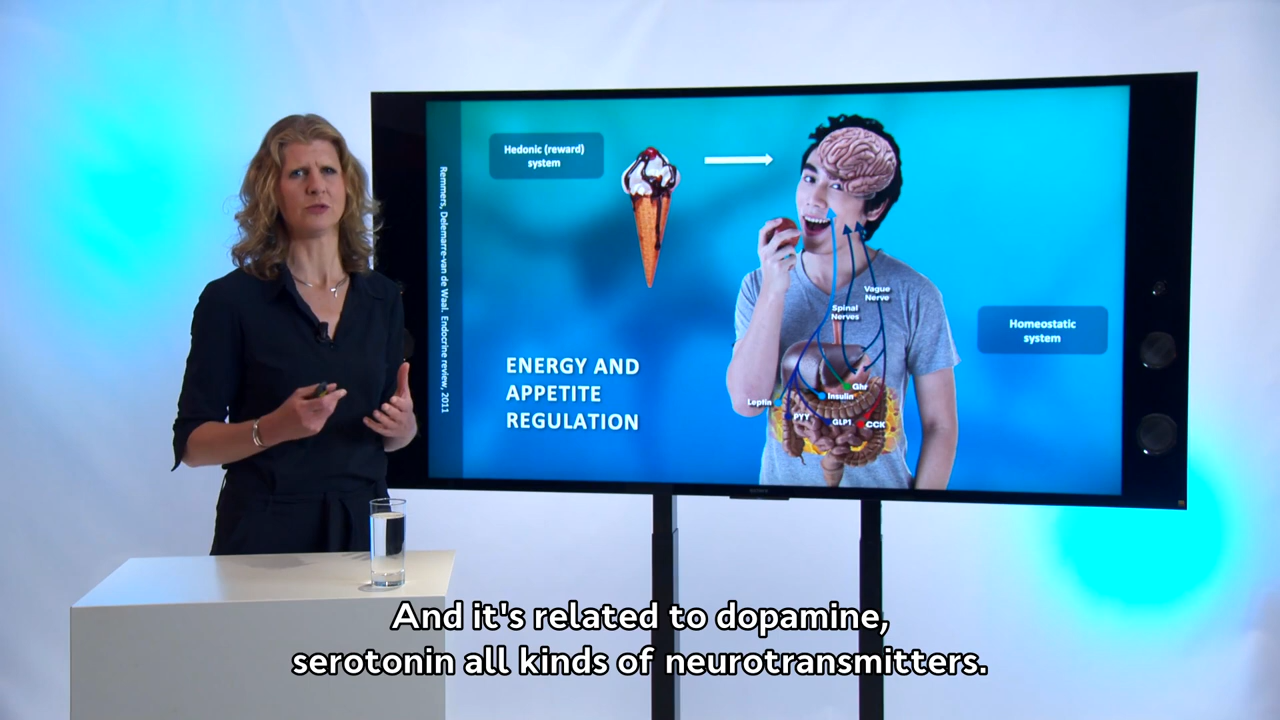 Hedonic (reward)
system
Remmers, Delemarre-van de Waal. Endocrine review, 2011
ENERGY AND
APPETITE
REGULATION
Vague
Nerve
Spinal
Nerves
Homeostatic
system
Ghr
Leptin
Insulin
PYY
GLP1
CCK
And it's related to dopamine,
serotonin all kinds of neurotransmitters.